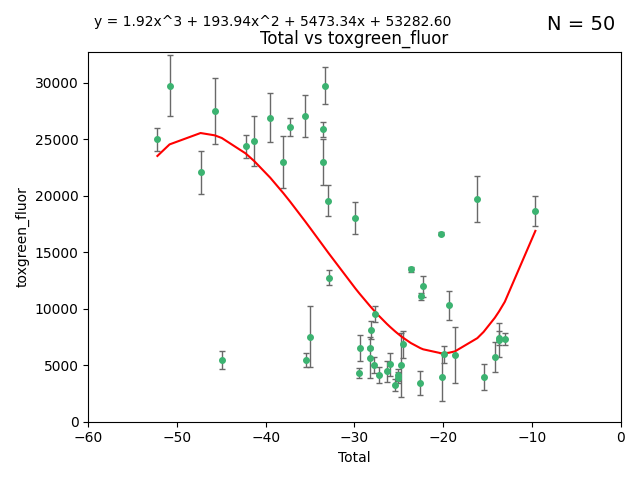 y = 1.92x^3 + 193.94x^2 + 5473.34x + 53282.60
N = 50
Total vs toxgreen_fluor
30000
25000
20000
15000
10000
5000
0
toxgreen_fluor
−60
−50
−40
−30
−20
−10
0
Total